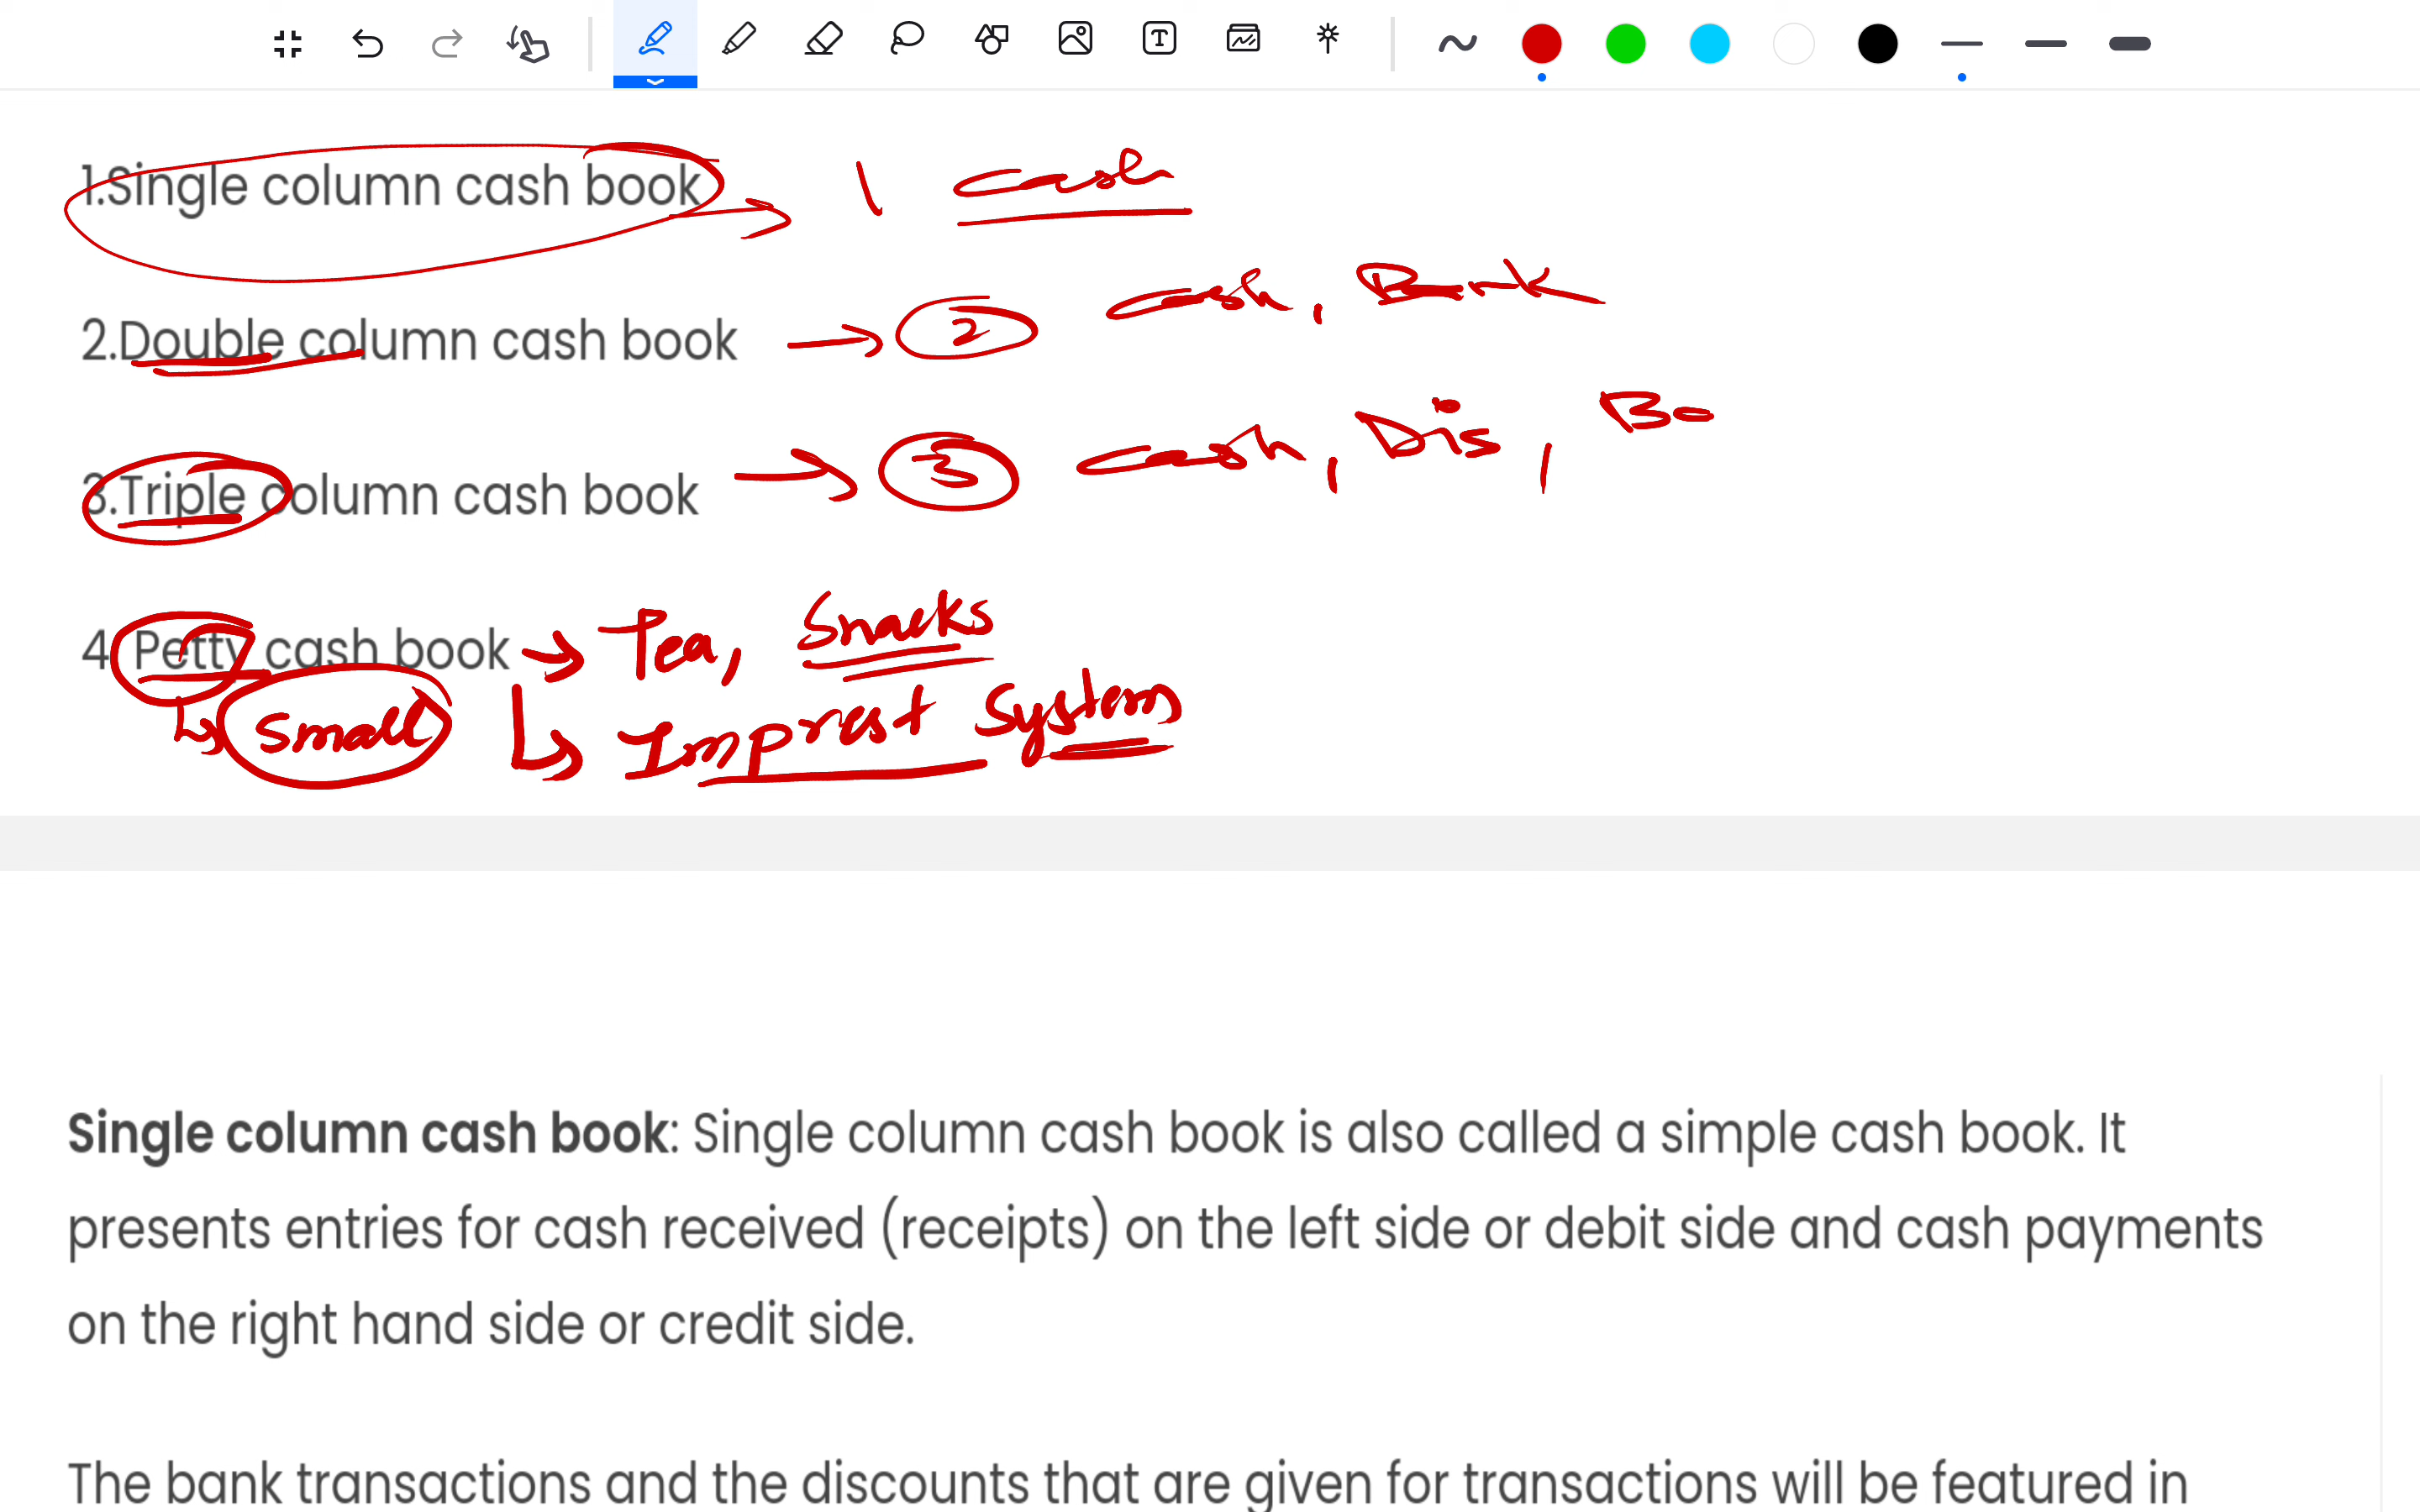 1.Single column cash book 1 cash
2.Double column cash book 2 cash, Bank
3.Triple column cash book 3 cash, Dis, Ba
4. Petty cash book Tea, Snacks
small Imprest System
Single column cash book: Single column cash book is also called a simple cash book. It
presents entries for cash received (receipts) on the left side or debit side and cash payments
on the right hand side or credit side.
The bank transactions and the discounts that are given for transactions will be featured in